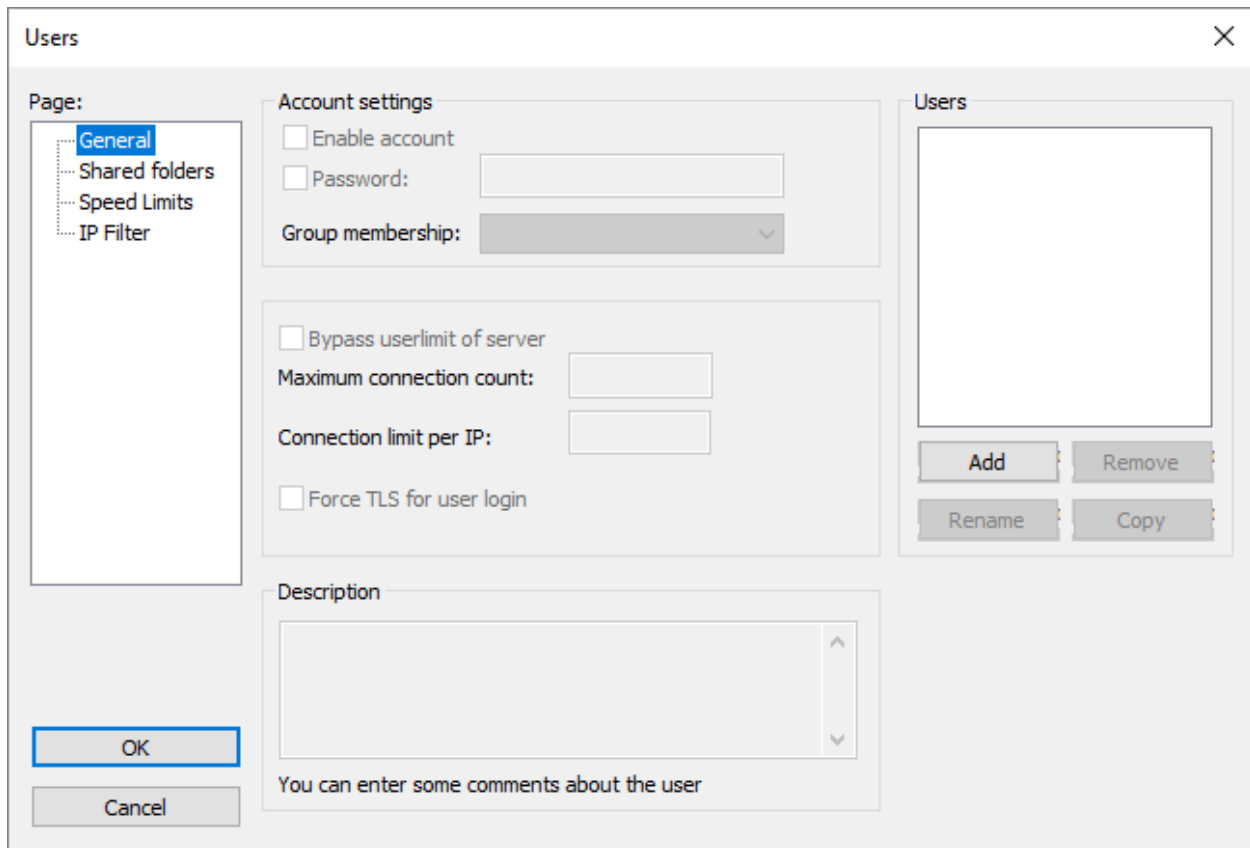 Users
Page:
General
Shared folders
Speed Limits
IP Filter
OK
Cancel
Account settings
Enable account
Password:
Group membership:
Bypass userlimit of server
Maximum connection count:
Connection limit per IP:
Force TLS for user login
Description
You can enter some comments about the user
Users
Add
Remove
Rename
Copy